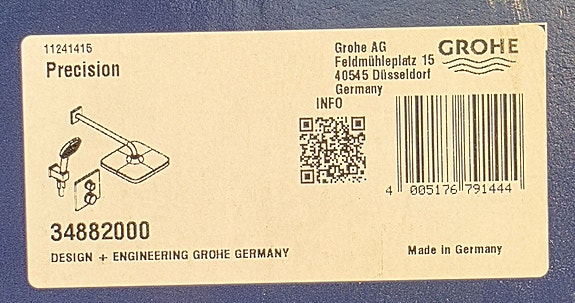 11241415
Precision
Grohe AG
Feldmühleplatz 15
40545 Düsseldorf
Germany
GROHE
INFO
4 005176 791444
34882000
DESIGN + ENGINEERING GROHE GERMANY
Made in Germany